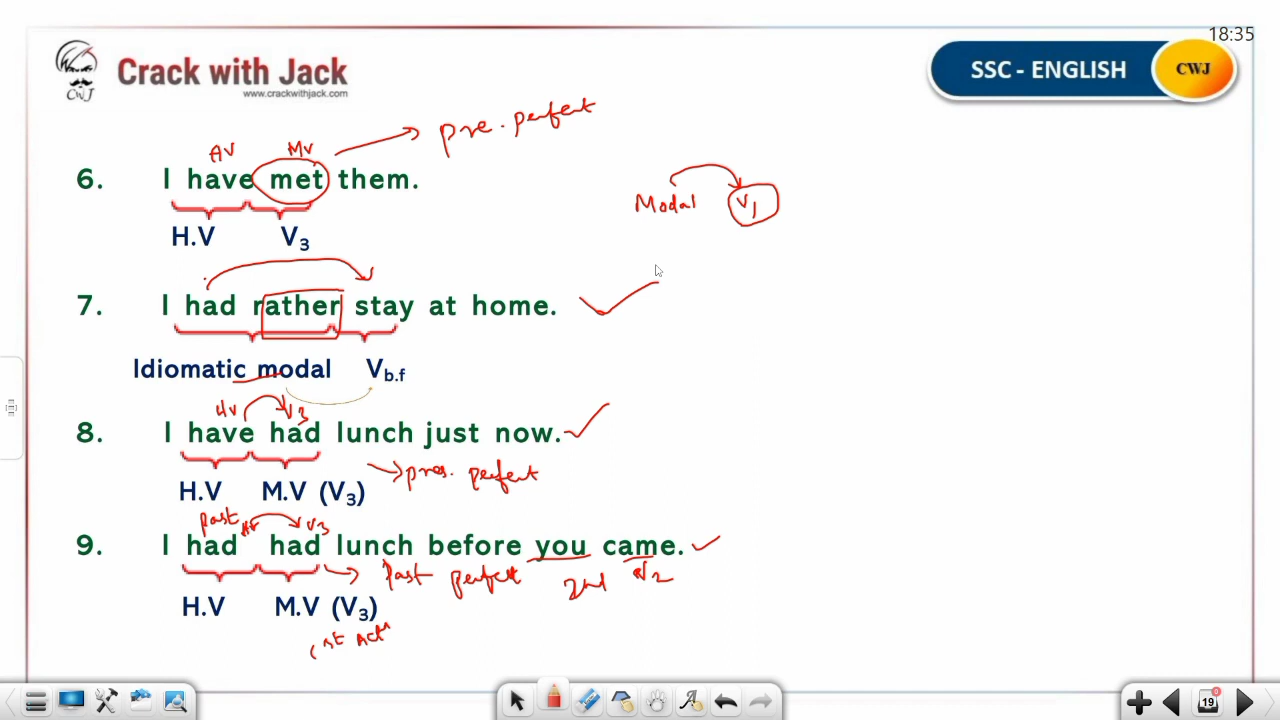 18:35
Crack with Jack
www.crackwithjack.com
CWJ
SSC - ENGLISH
CWJ
pre. perfect
AV MV
6. I have met them.
H.V V3
Modal V1
7. I had rather stay at home.
Idiomatic modal Vb.f
HV V3
8. I have had lunch just now.
pres. perfect
H.V M.V (V3)
past HV V3
9. I had had lunch before you came.
Past perfect 2nd V2
H.V M.V (V3)
1st Actn
19